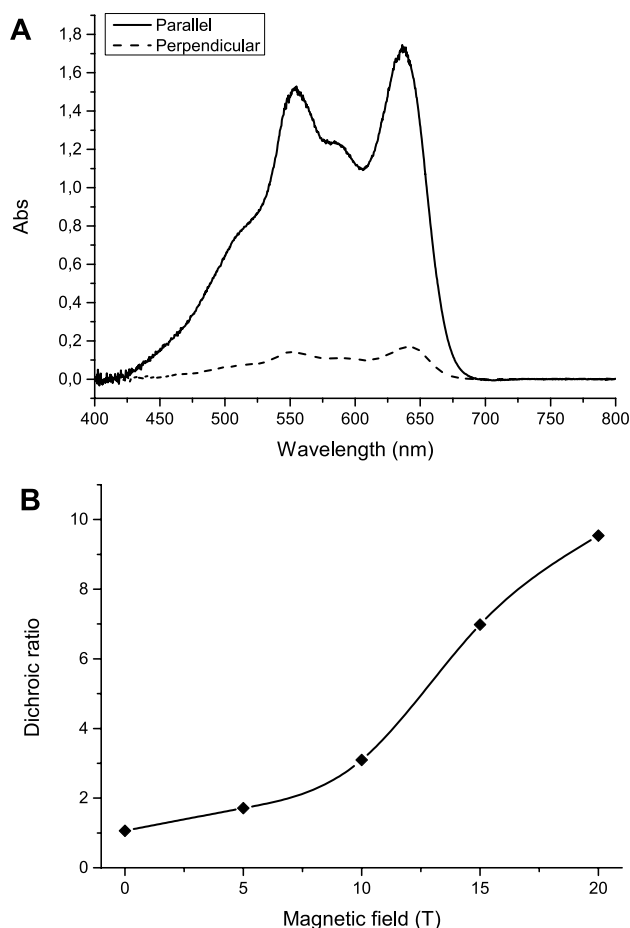 A
Parallel
Perpendicular
1,8
1,6
1,4
1,2
1,0
0,8
0,6
0,4
0,2
0,0
Abs
400 450 500 550 600 650 700 750 800
Wavelength (nm)
B
10
8
6
4
2
0
Dichroic ratio
0 5 10 15 20
Magnetic field (T)